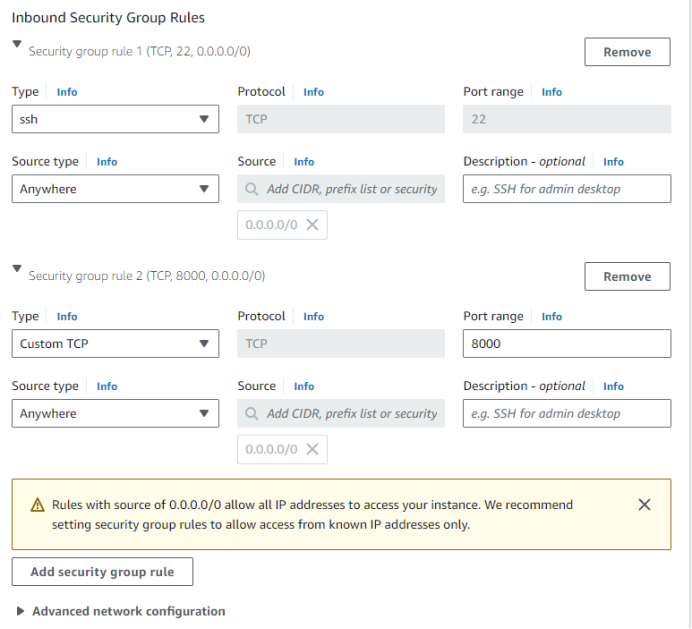 Inbound Security Group Rules
Security group rule 1 (TCP, 22, 0.0.0.0/0)
Remove
Type Info Protocol Info Port range Info
ssh TCP 22
Source type Info Source Info Description - optional Info
Anywhere Add CIDR, prefix list or security e.g. SSH for admin desktop
0.0.0.0/0
Security group rule 2 (TCP, 8000, 0.0.0.0/0)
Remove
Type Info Protocol Info Port range Info
Custom TCP TCP 8000
Source type Info Source Info Description - optional Info
Anywhere Add CIDR, prefix list or security e.g. SSH for admin desktop
0.0.0.0/0
Rules with source of 0.0.0.0/0 allow all IP addresses to access your instance. We recommend
setting security group rules to allow access from known IP addresses only.
Add security group rule
Advanced network configuration